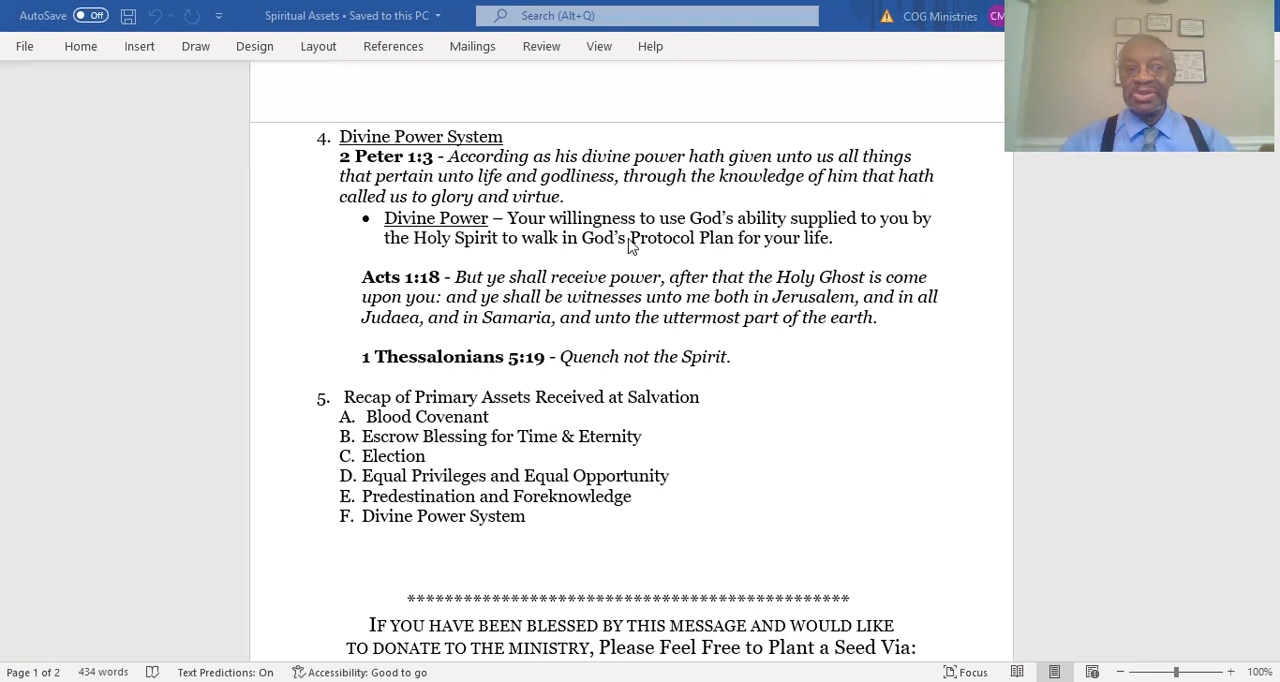 AutoSave Off Spiritual Assets • Saved to this PC Search (Alt+Q) COG Ministries CM
File Home Insert Draw Design Layout References Mailings Review View Help
4. Divine Power System
2 Peter 1:3 - According as his divine power hath given unto us all things
that pertain unto life and godliness, through the knowledge of him that hath
called us to glory and virtue.
• Divine Power – Your willingness to use God’s ability supplied to you by
the Holy Spirit to walk in God’s Protocol Plan for your life.
Acts 1:18 - But ye shall receive power, after that the Holy Ghost is come
upon you: and ye shall be witnesses unto me both in Jerusalem, and in all
Judaea, and in Samaria, and unto the uttermost part of the earth.
1 Thessalonians 5:19 - Quench not the Spirit.
5. Recap of Primary Assets Received at Salvation
A. Blood Covenant
B. Escrow Blessing for Time & Eternity
C. Election
D. Equal Privileges and Equal Opportunity
E. Predestination and Foreknowledge
F. Divine Power System
***********************************************
IF YOU HAVE BEEN BLESSED BY THIS MESSAGE AND WOULD LIKE
TO DONATE TO THE MINISTRY, Please Feel Free to Plant a Seed Via:
Page 1 of 2 434 words Text Predictions: On Accessibility: Good to go Focus 100%